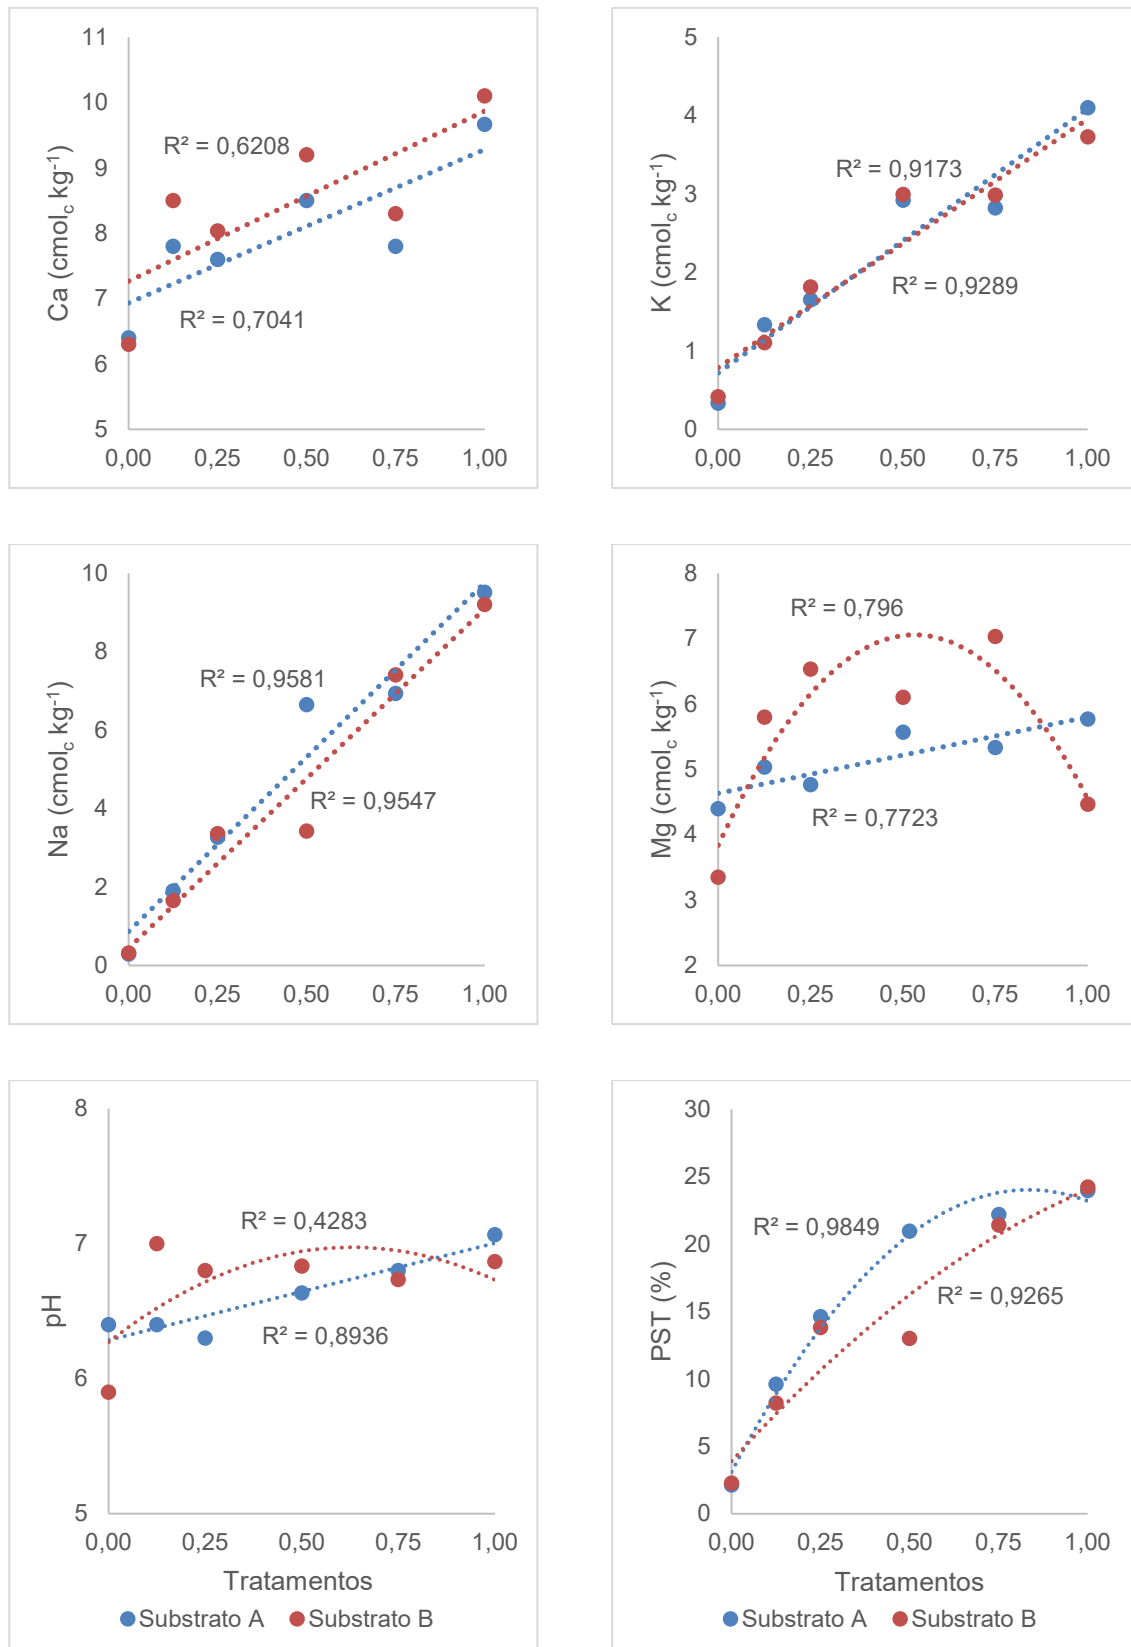 11
10
9
8
7
6
5
Ca (cmolc kg-1)
R² = 0,6208
R² = 0,7041
0,00 0,25 0,50 0,75 1,00
5
4
3
2
1
0
K (cmolc kg-1)
R² = 0,9173
R² = 0,9289
0,00 0,25 0,50 0,75 1,00
10
8
6
4
2
0
Na (cmolc kg-1)
R² = 0,9581
R² = 0,9547
0,00 0,25 0,50 0,75 1,00
8
7
6
5
4
3
2
Mg (cmolc kg-1)
R² = 0,796
R² = 0,7723
0,00 0,25 0,50 0,75 1,00
8
7
6
5
pH
R² = 0,4283
R² = 0,8936
0,00 0,25 0,50 0,75 1,00
Tratamentos
Substrato A Substrato B
30
25
20
15
10
5
0
PST (%)
R² = 0,9849
R² = 0,9265
0,00 0,25 0,50 0,75 1,00
Tratamentos
Substrato A Substrato B